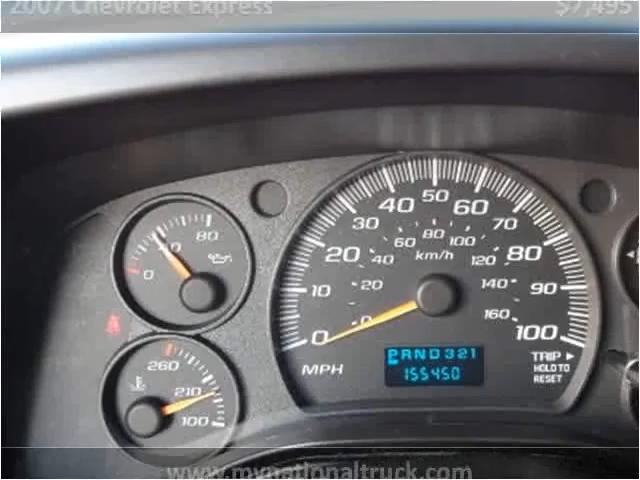 2007 Chevrolet Express $7,495
40 80
0
260
210
100
0 10 20 30 40 50 60 70 80 90 100
0 20 40 60 80 100 120 140 160
km/h
MPH
PRND321
155450
TRIP ▶
HOLD TO
RESET
www.mynationaltruck.com